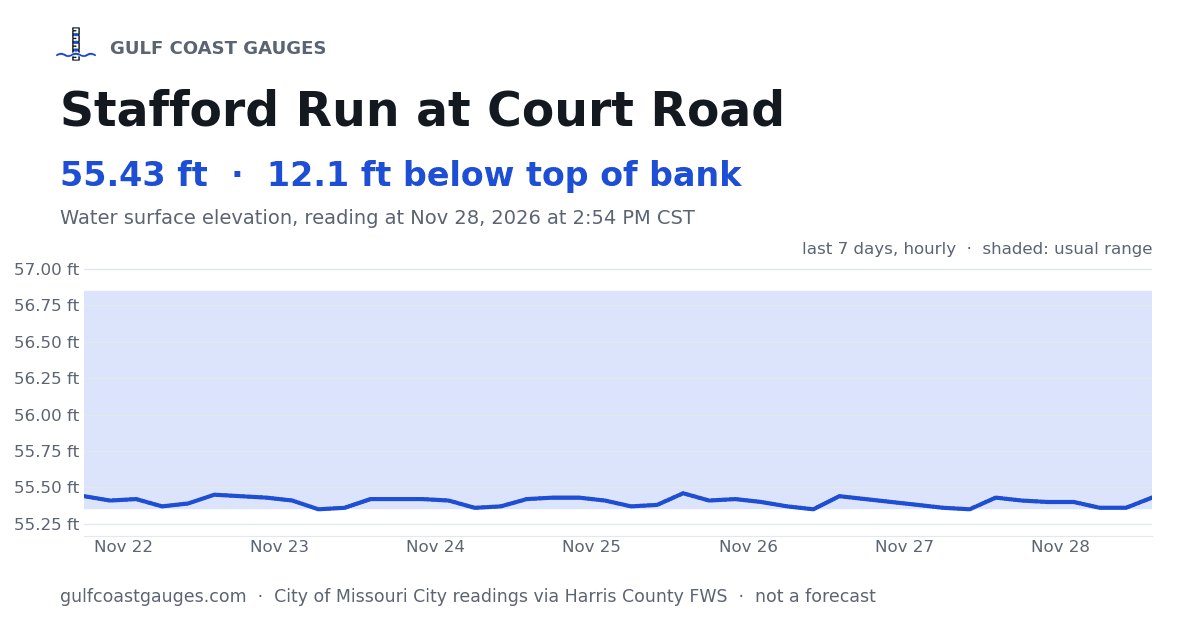 GULF COAST GAUGES
Stafford Run at Court Road
55.43 ft · 12.1 ft below top of bank
Water surface elevation, reading at Nov 28, 2026 at 2:54 PM CST
last 7 days, hourly · shaded: usual range
57.00 ft
56.75 ft
56.50 ft
56.25 ft
56.00 ft
55.75 ft
55.50 ft
55.25 ft
Nov 22 Nov 23 Nov 24 Nov 25 Nov 26 Nov 27 Nov 28
gulfcoastgauges.com · City of Missouri City readings via Harris County FWS · not a forecast